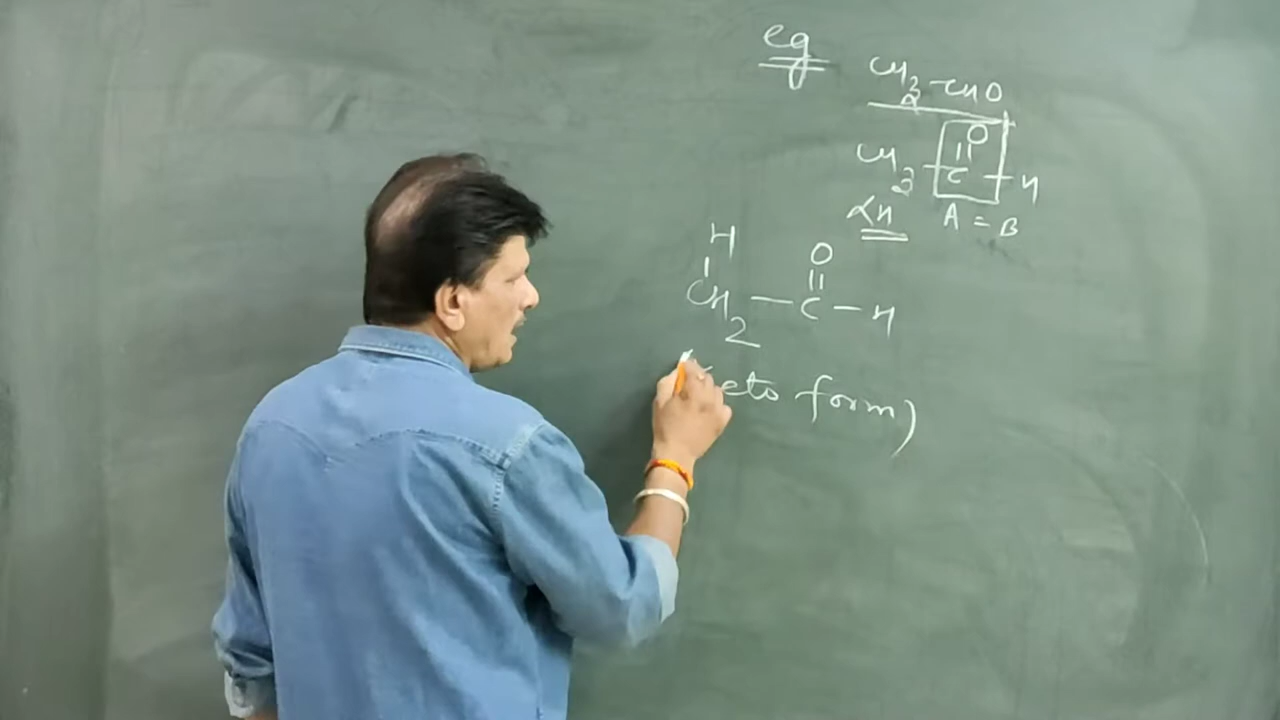 eg
CH3-CHO
O
||
CH3-C-H
αH A=B
H
|
O
||
CH2-C-H
eto form)